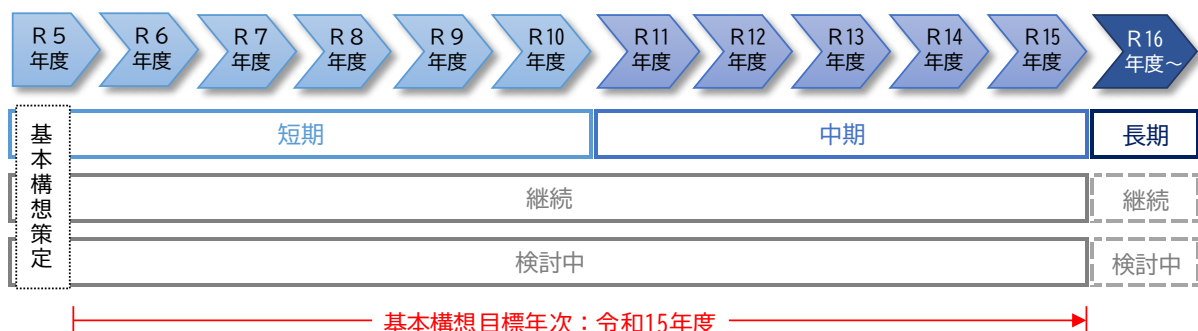 R5
年度
R6
年度
R7
年度
R8
年度
R9
年度
R10
年度
R11
年度
R12
年度
R13
年度
R14
年度
R15
年度
R16
年度～
基本構想策定
短期
中期
長期
継続
継続
検討中
検討中
基本構想目標年次：令和15年度